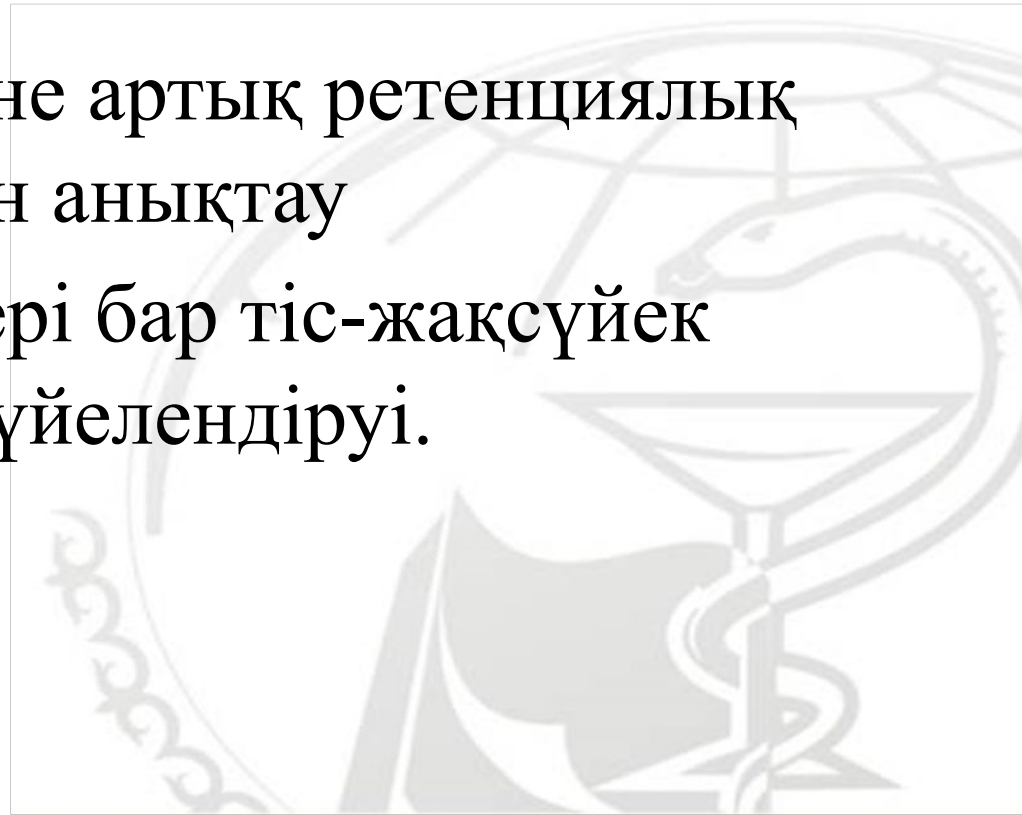 не артық ретенциялық
н анықтау
ері бар тіс-жақсүйек
үйелендіруі.